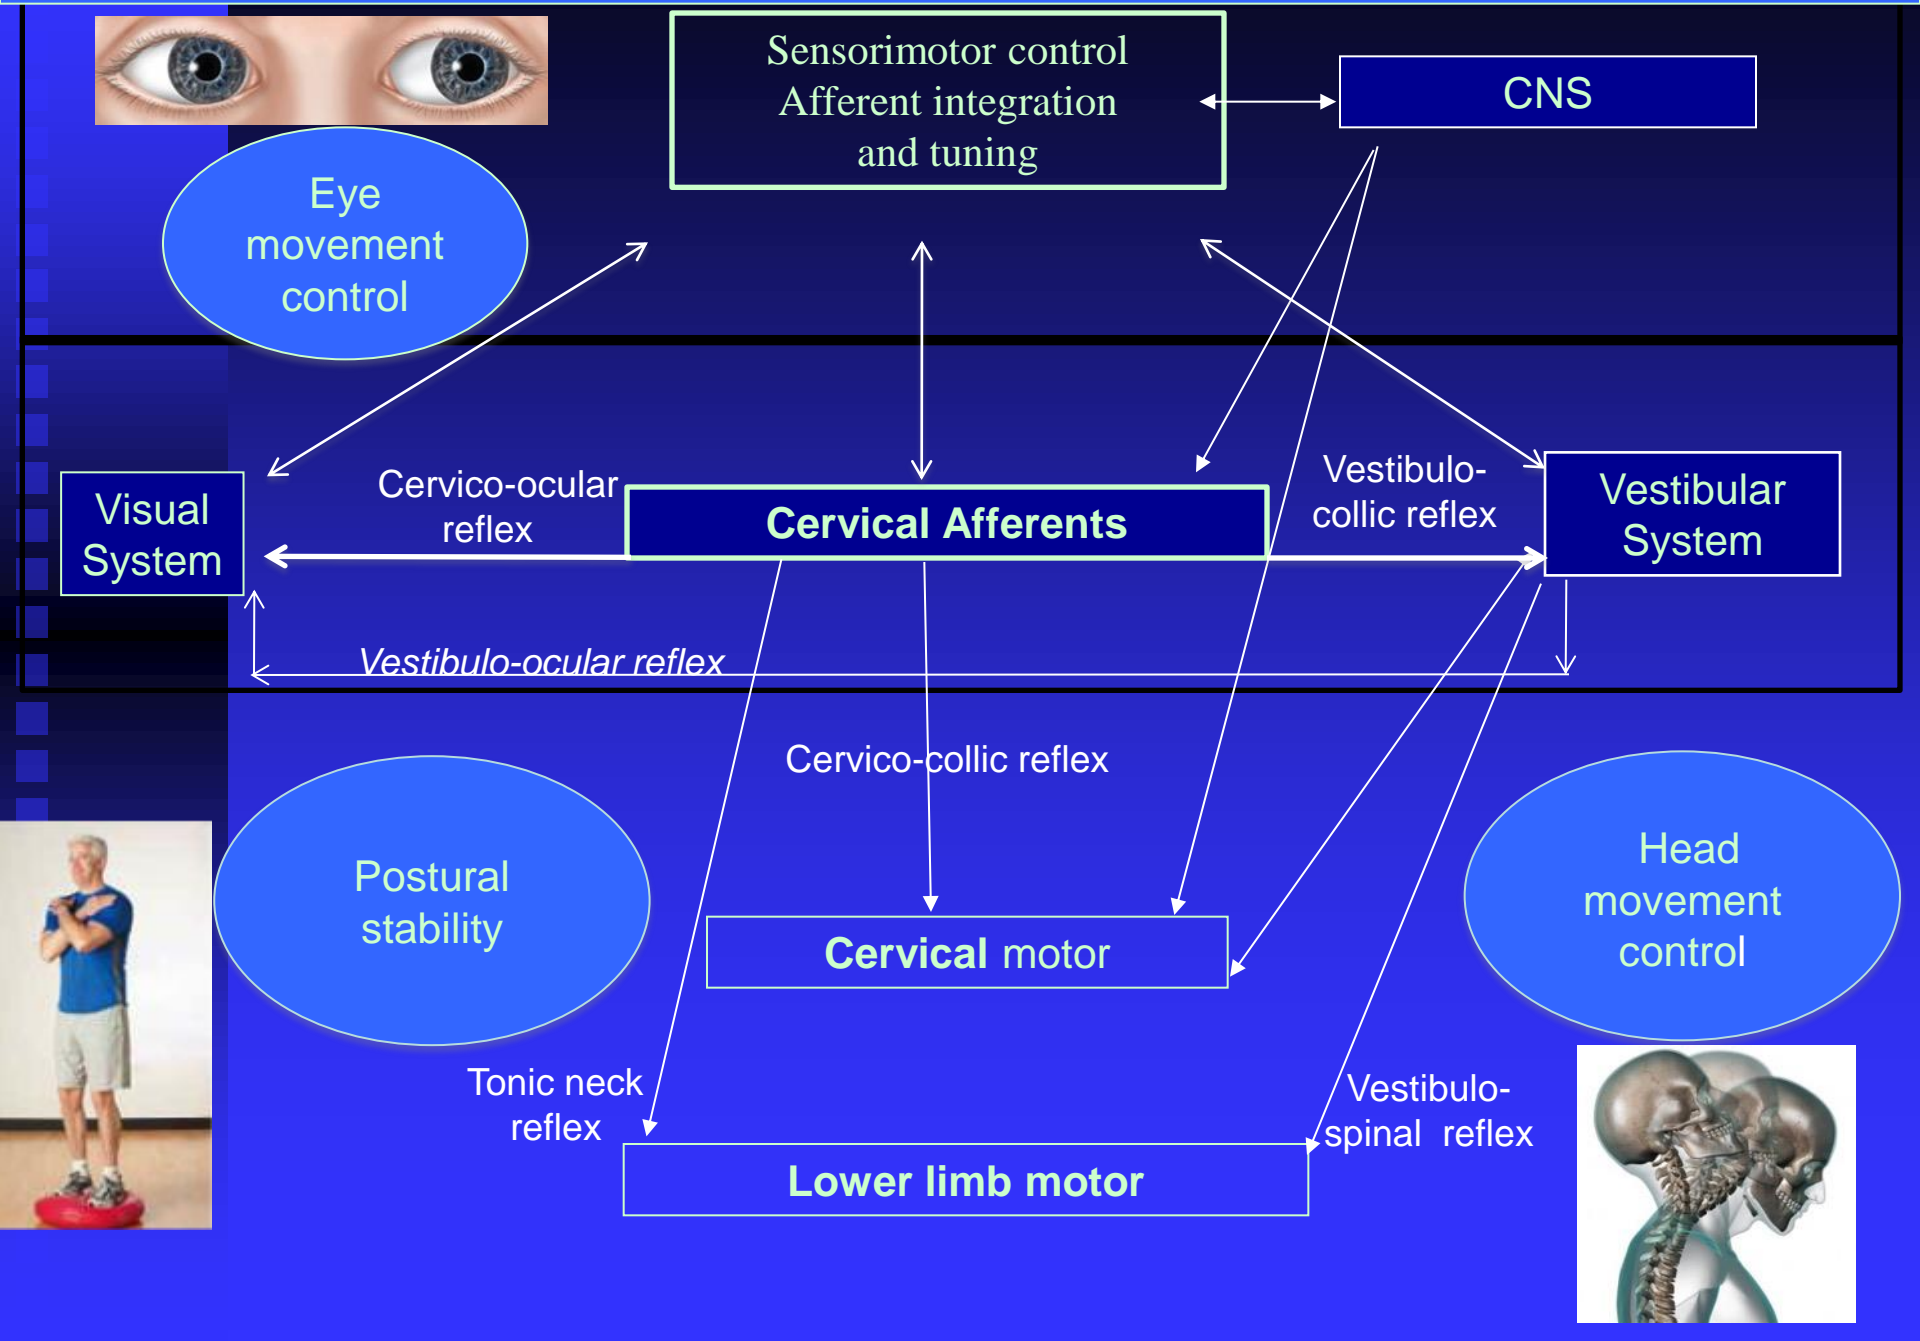 Sensorimotor control
Afferent integration
and tuning
CNS
Eye
movement
control
Visual
System
Cervico-ocular
reflex
Cervical Afferents
Vestibulo-
collic reflex
Vestibular
System
Vestibulo-ocular reflex
Cervico-collic reflex
Postural
stability
Head
movement
control
Cervical motor
Tonic neck
reflex
Vestibulo-
spinal reflex
Lower limb motor